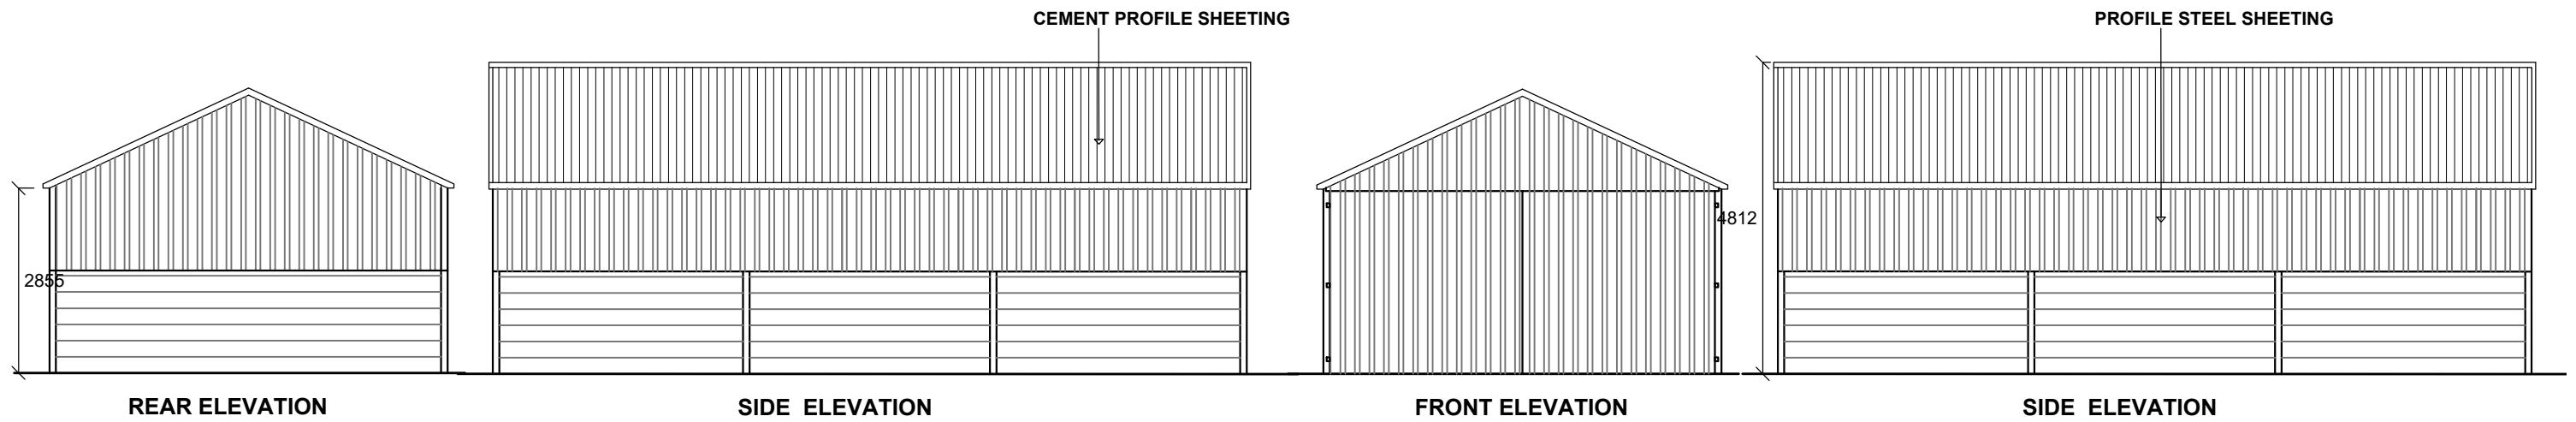 CEMENT PROFILE SHEETING
PROFILE STEEL SHEETING
4812
2855
REAR ELEVATION
SIDE ELEVATION
FRONT ELEVATION
SIDE ELEVATION